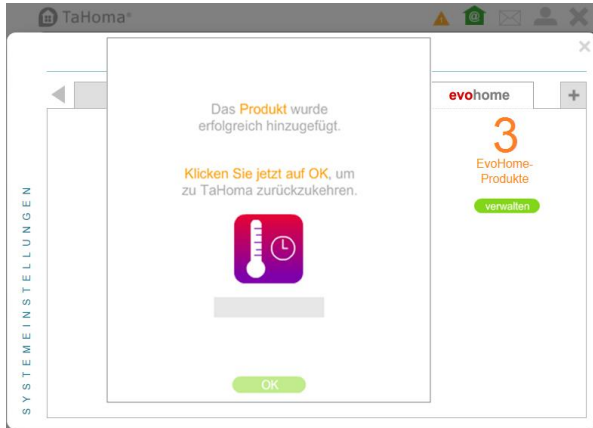 TaHoma®
evohome
+
Das Produkt wurde
erfolgreich hinzugefügt.
Klicken Sie jetzt auf OK, um
zu TaHoma zurückzukehren.
OK
3
EvoHome-
Produkte
verwalten
SYSTEMEINSTELLUNGEN